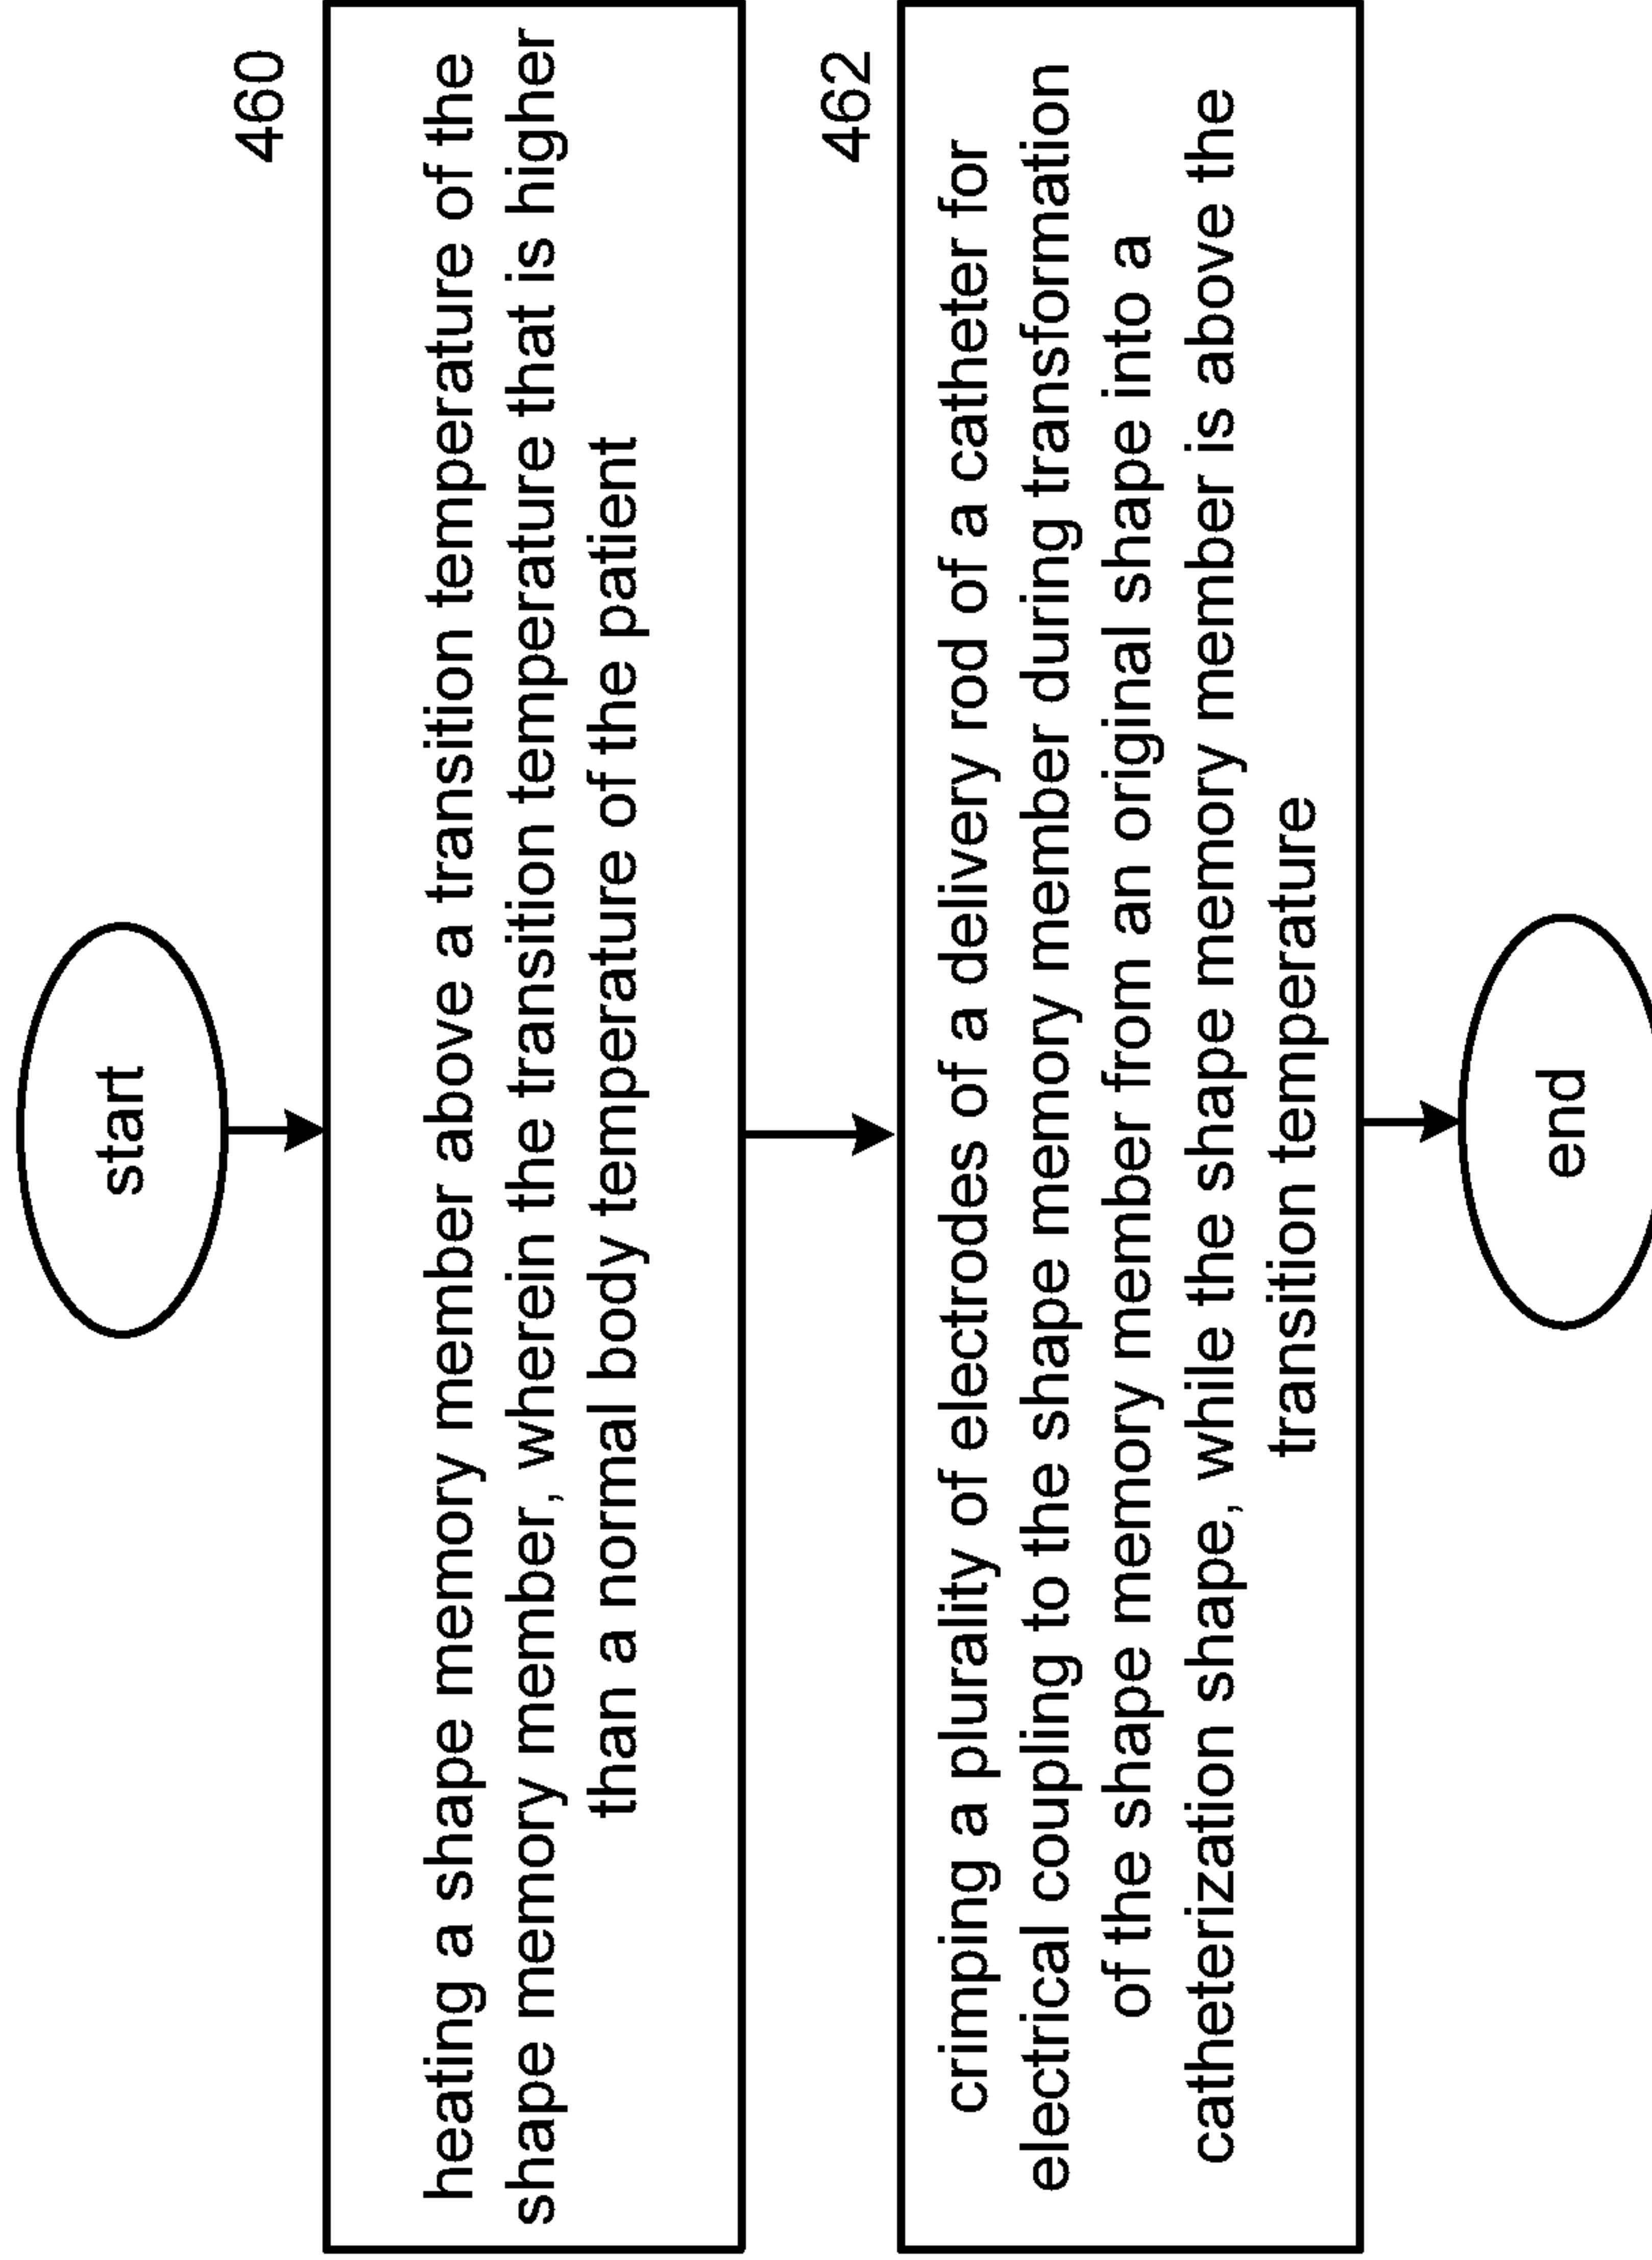 start
460
heating a shape memory member above a transition temperature of the
shape memory member, wherein the transition temperature that is higher
than a normal body temperature of the patient
462
crimping a plurality of electrodes of a delivery rod of a catheter for
electrical coupling to the shape memory member during transformation
of the shape memory member from an original shape into a
catheterization shape, while the shape memory member is above the
transition temperature
end